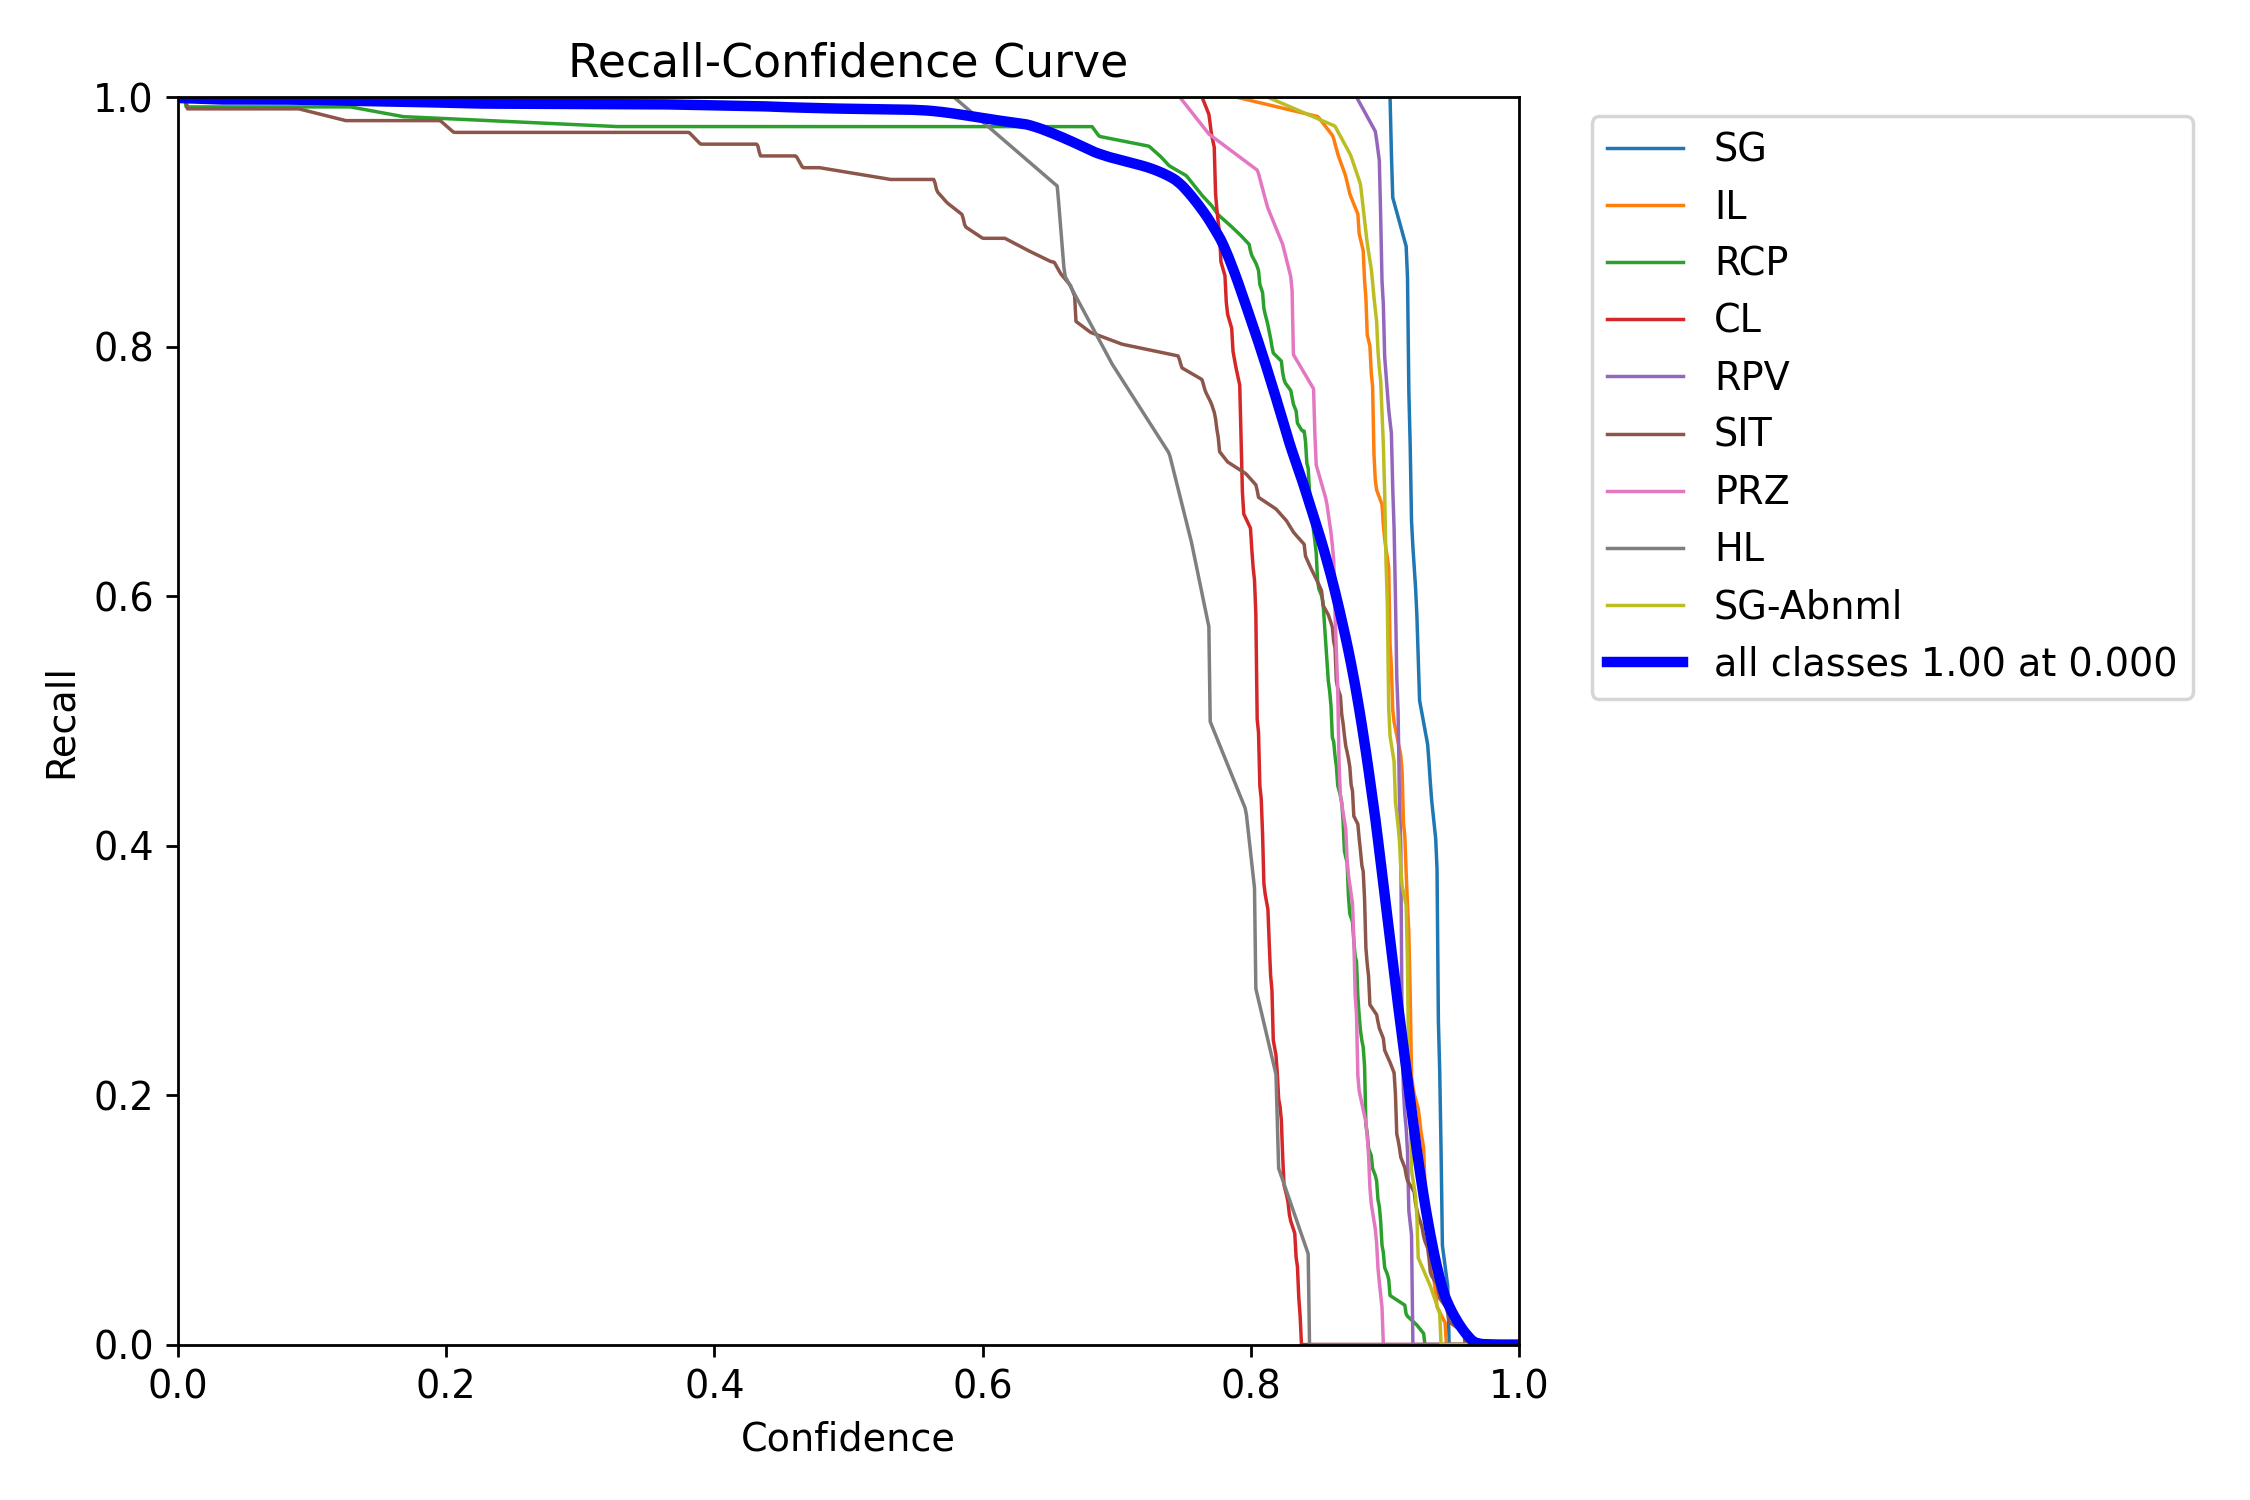 Recall-Confidence Curve
1.0
0.8
0.6
0.4
0.2
0.0
Recall
0.0 0.2 0.4 0.6 0.8 1.0
Confidence
SG
IL
RCP
CL
RPV
SIT
PRZ
HL
SG-Abnml
all classes 1.00 at 0.000